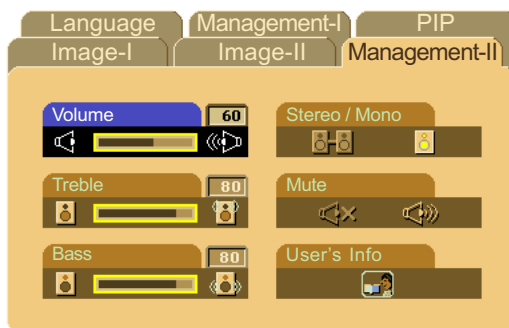 Language Management-I PIP
Image-I Image-II Management-II
Volume 60 Stereo / Mono
Treble 80 Mute
Bass 80 User's Info